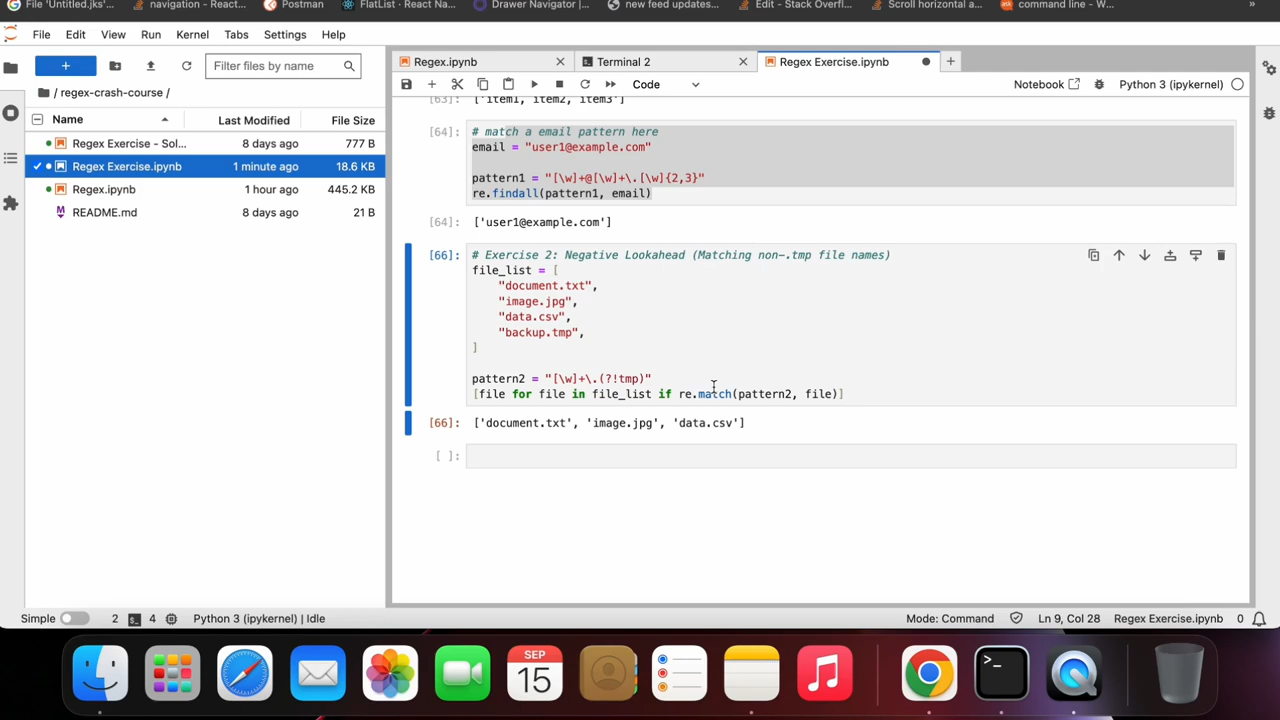 File 'Untitled.jks'...
navigation - React...
Postman
FlatList · React Na...
Drawer Navigator |...
new feed updates...
Edit - Stack Overfl...
Scroll horizontal a...
command line - W...
»
File Edit View Run Kernel Tabs Settings Help
Filter files by name
/ regex-crash-course /
Name Last Modified File Size
Regex Exercise - Sol... 8 days ago 777 B
Regex Exercise.ipynb 1 minute ago 18.6 KB
Regex.ipynb 1 hour ago 445.2 KB
README.md 8 days ago 21 B
Regex.ipynb
Terminal 2
Regex Exercise.ipynb
Code
Notebook
Python 3 (ipykernel)
[63]: ['item1, item2, item3']
[64]: # match a email pattern here
email = "user1@example.com"
pattern1 = "[\w]+@[\w]+\.[\w]{2,3}"
re.findall(pattern1, email)
[64]: ['user1@example.com']
[66]: # Exercise 2: Negative Lookahead (Matching non-.tmp file names)
file_list = [
"document.txt",
"image.jpg",
"data.csv",
"backup.tmp",
]
pattern2 = "[\w]+\.(?!tmp)"
[file for file in file_list if re.match(pattern2, file)]
[66]: ['document.txt', 'image.jpg', 'data.csv']
[ ]:
Simple 2 4 Python 3 (ipykernel) | Idle
Mode: Command Ln 9, Col 28 Regex Exercise.ipynb 0
SEP
15
>_